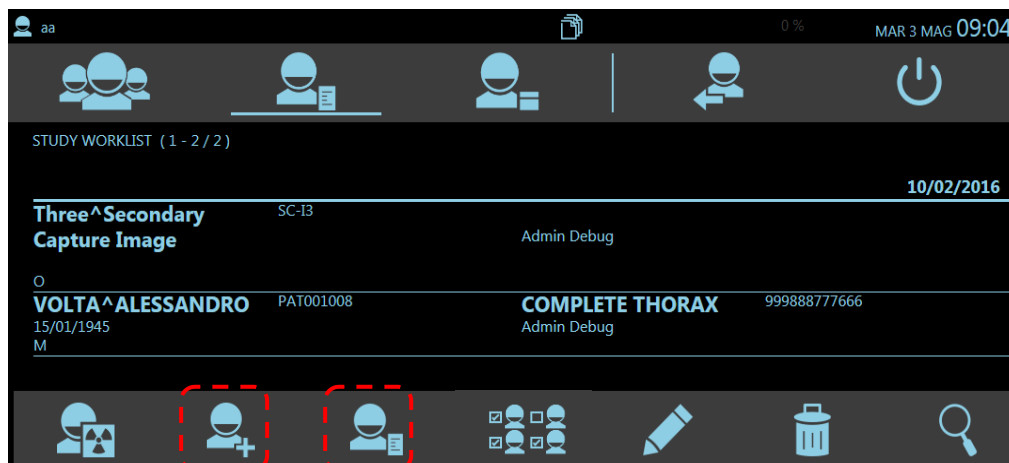 aa
0 %
MAR 3 MAG 09:04
STUDY WORKLIST ( 1 - 2 / 2 )
10/02/2016
Three^Secondary Capture Image
SC-I3
Admin Debug
O
VOLTA^ALESSANDRO
PAT001008
COMPLETE THORAX
999888777666
15/01/1945
Admin Debug
M